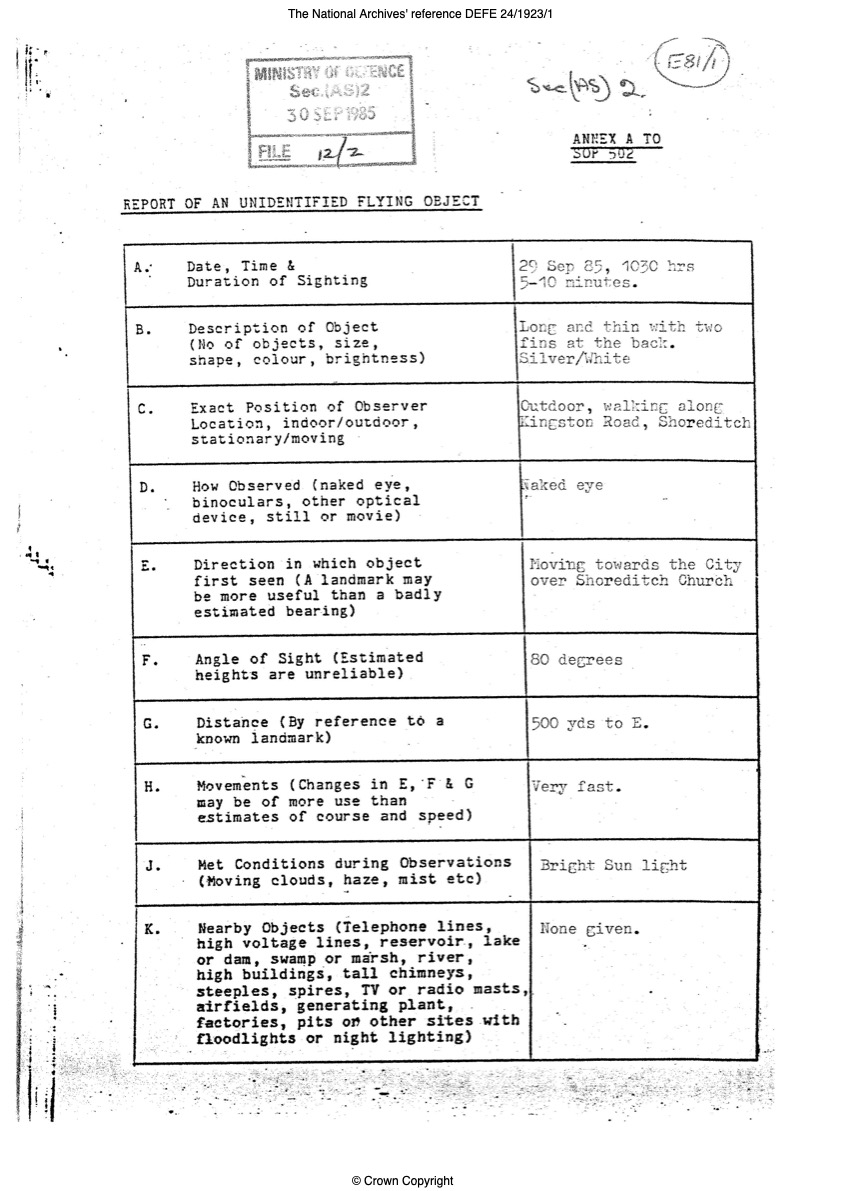 The National Archives' reference DEFE 24/1923/1
MINISTRY OF DEFENCE
Sec.(AS)2
30 SEP 1985
FILE 12/2
Sec(AS) 2.
E81/1
ANNEX A TO
SOP 502
REPORT OF AN UNIDENTIFIED FLYING OBJECT
A. Date, Time &
Duration of Sighting
29 Sep 85, 1030 hrs
5-10 minutes.
B. Description of Object
(No of objects, size,
shape, colour, brightness)
Long and thin with two
fins at the back.
Silver/White
C. Exact Position of Observer
Location, indoor/outdoor,
stationary/moving
Outdoor, walking along
Kingston Road, Shoreditch
D. How Observed (naked eye,
binoculars, other optical
device, still or movie)
Naked eye
E. Direction in which object
first seen (A landmark may
be more useful than a badly
estimated bearing)
Moving towards the City
over Shoreditch Church
F. Angle of Sight (Estimated
heights are unreliable)
80 degrees
G. Distance (By reference to a
known landmark)
500 yds to E.
H. Movements (Changes in E, F & G
may be of more use than
estimates of course and speed)
Very fast.
J. Met Conditions during Observations
(Moving clouds, haze, mist etc)
Bright Sun light
K. Nearby Objects (Telephone lines,
high voltage lines, reservoir, lake
or dam, swamp or marsh, river,
high buildings, tall chimneys,
steeples, spires, TV or radio masts,
airfields, generating plant,
factories, pits or other sites with
floodlights or night lighting)
None given.
© Crown Copyright